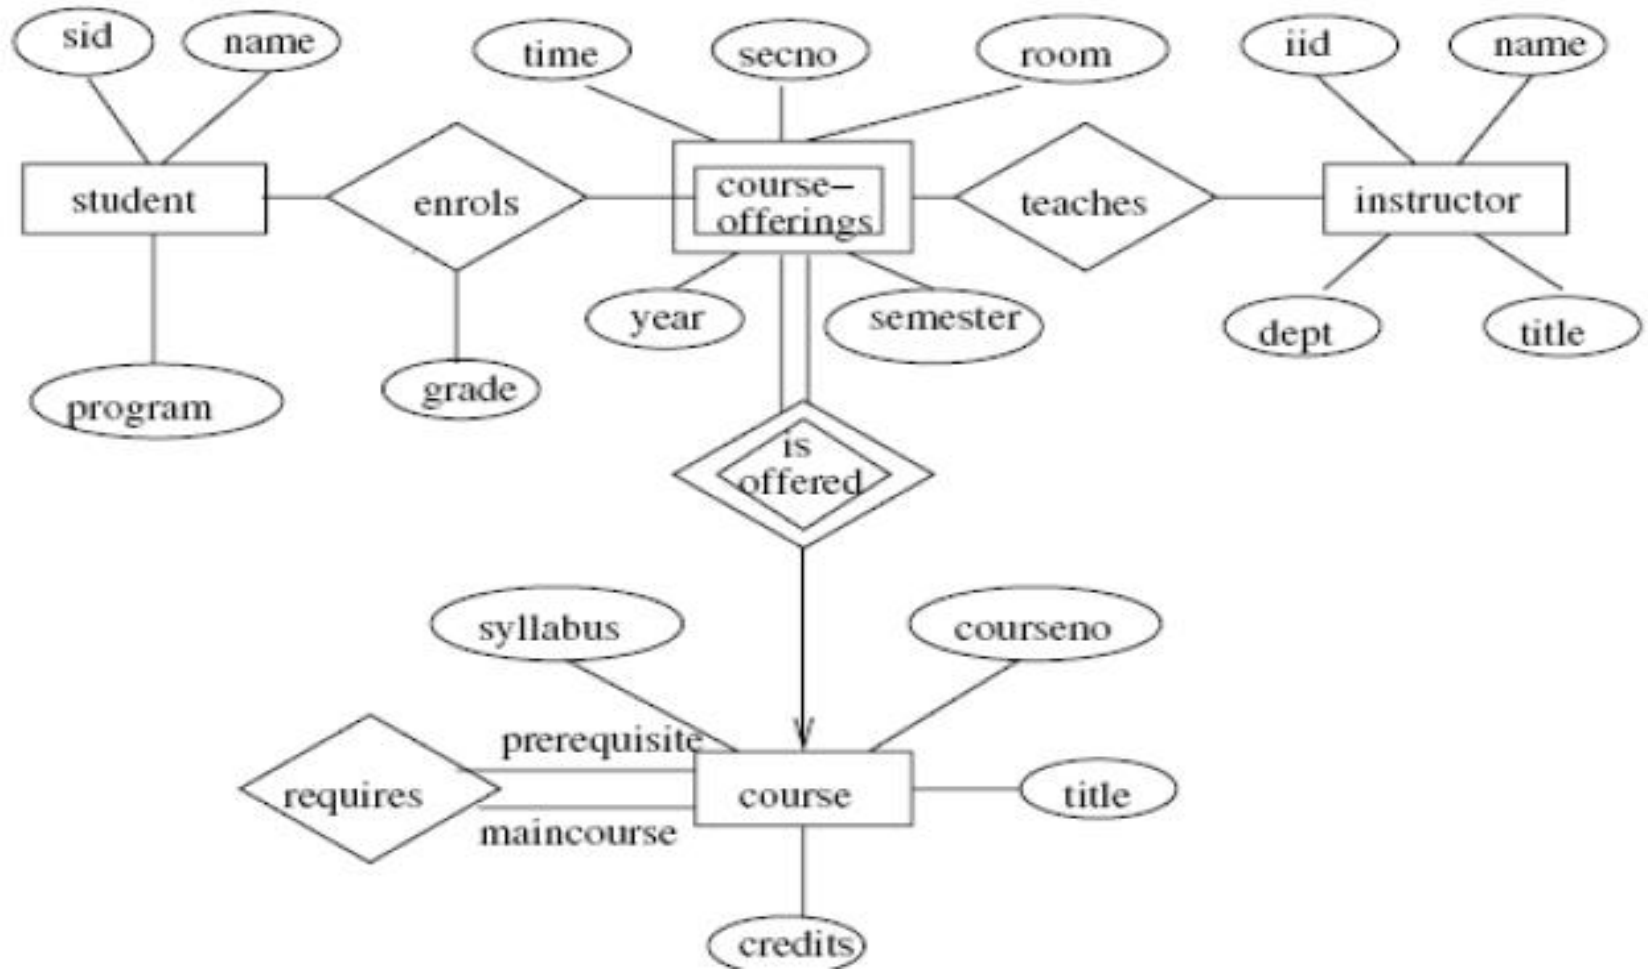 sid
name
time
secno
room
iid
name
student
enrols
course–
offerings
teaches
instructor
year
semester
dept
title
program
grade
is
offered
syllabus
courseno
prerequisite
requires
course
title
maincourse
credits